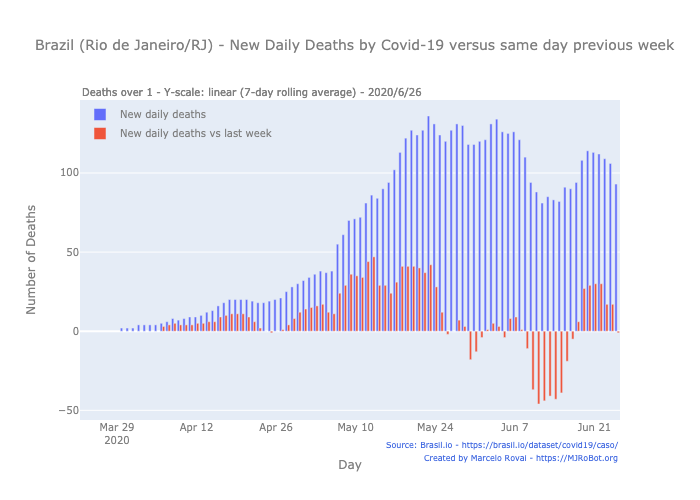 Brazil (Rio de Janeiro/RJ) - New Daily Deaths by Covid-19 versus same day previous week
Deaths over 1 - Y-scale: linear (7-day rolling average) - 2020/6/26
New daily deaths
New daily deaths vs last week
Number of Deaths
100
50
0
−50
Mar 29 Apr 12 Apr 26 May 10 May 24 Jun 7 Jun 21
2020
Source: Brasil.io - https://brasil.io/dataset/covid19/caso/
Created by Marcelo Rovai - https://MJRoBot.org
Day